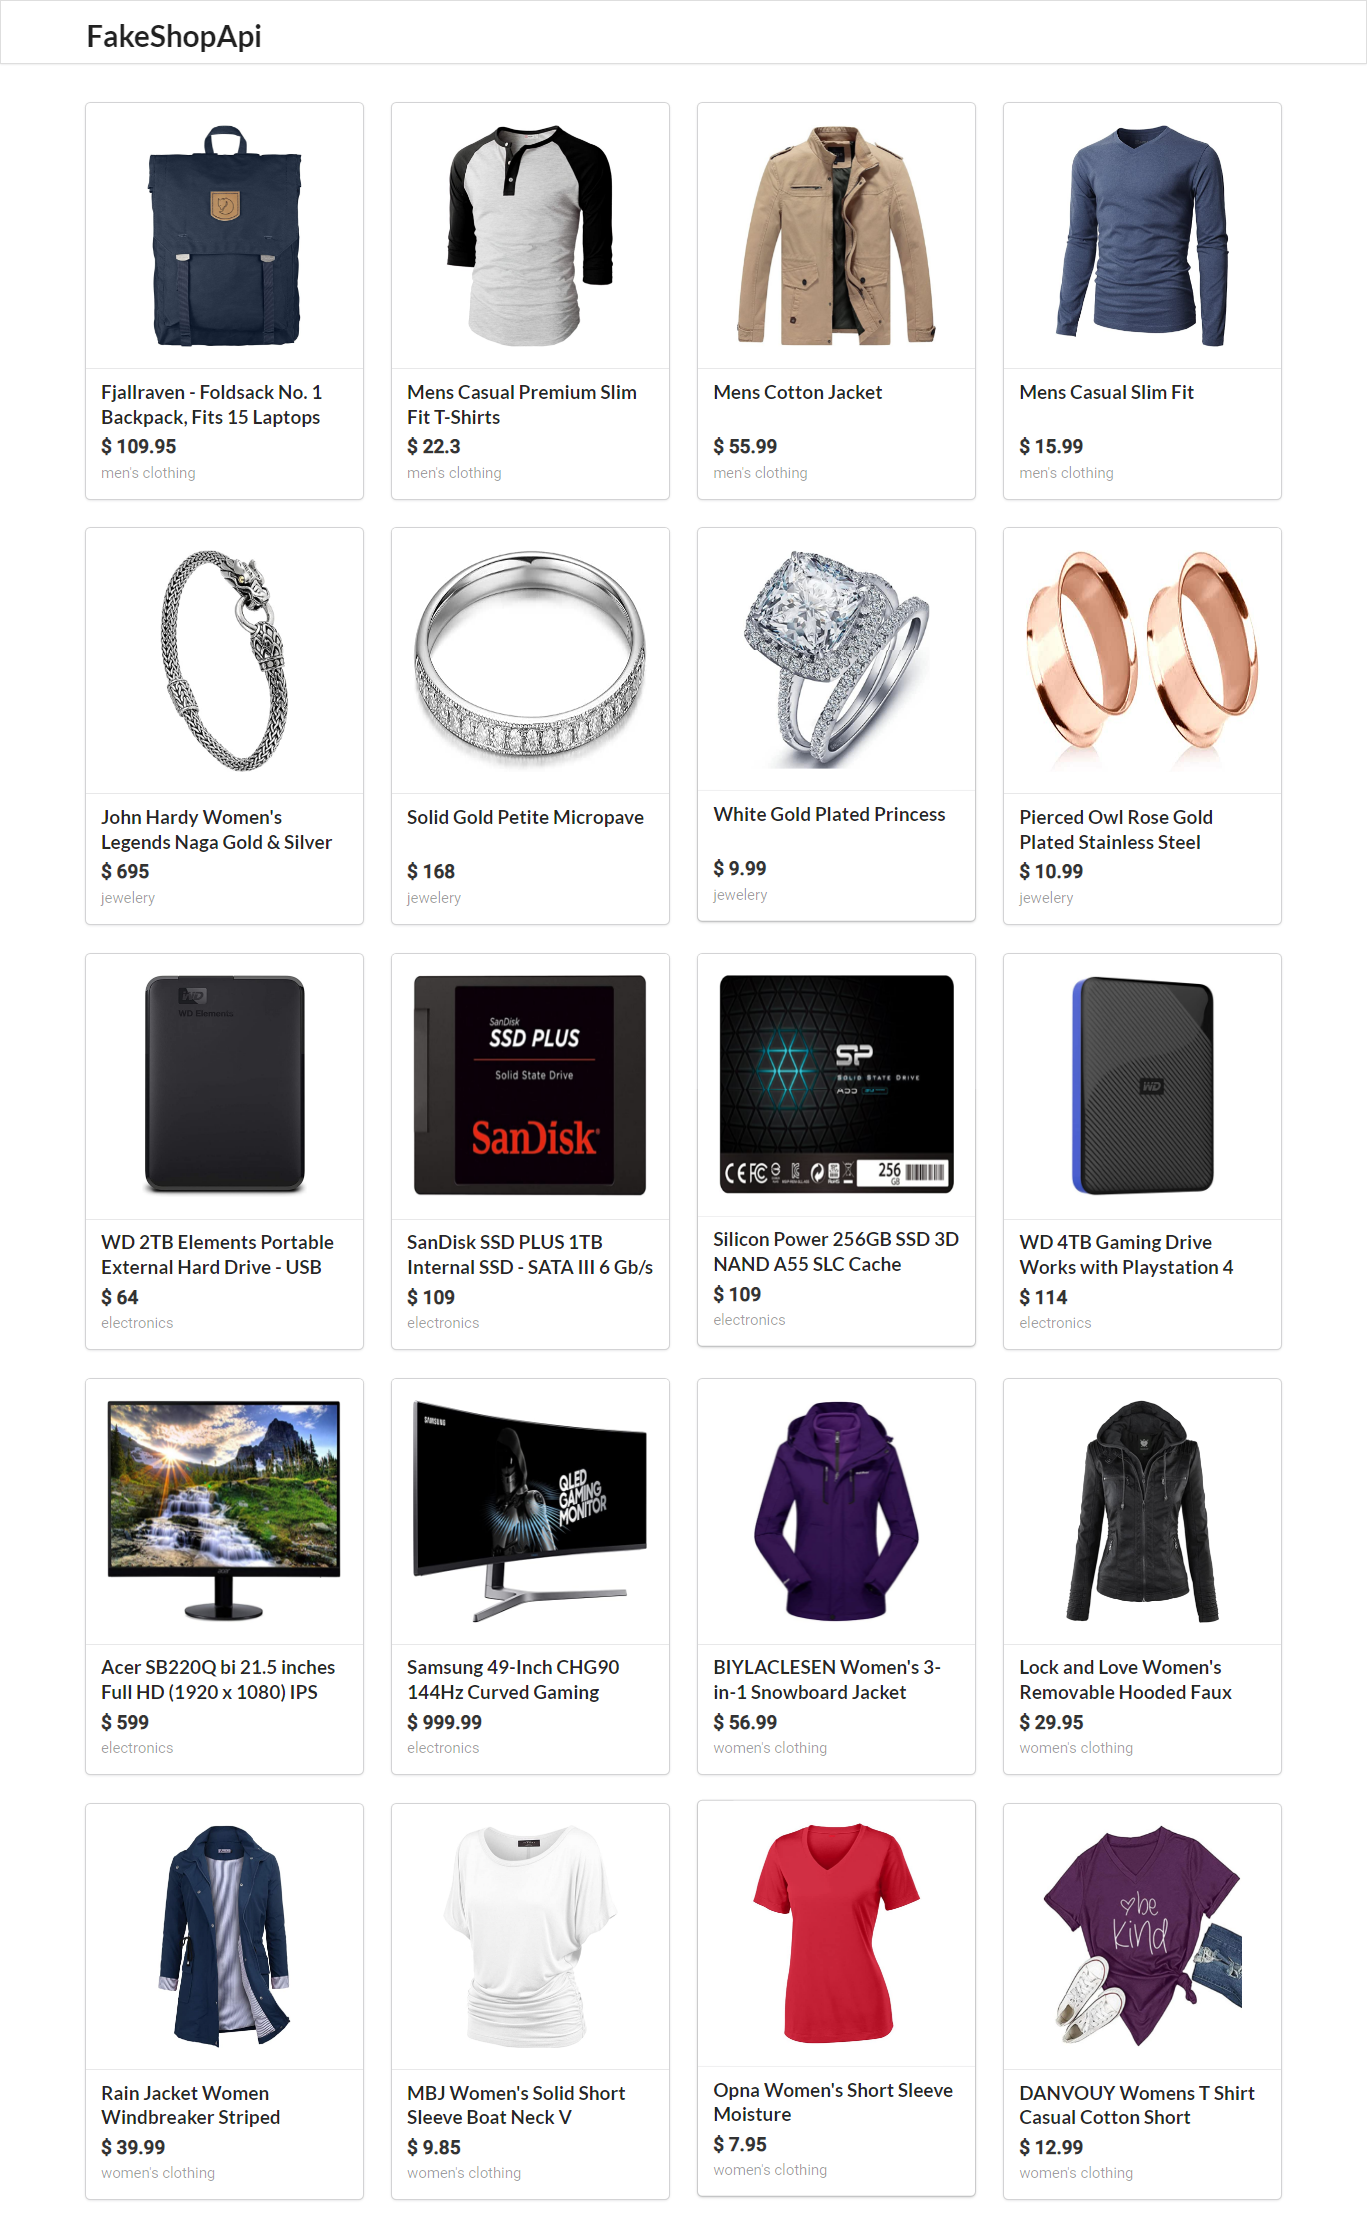 FakeShopApi
Fjallraven - Foldsack No. 1
Backpack, Fits 15 Laptops
$ 109.95
men's clothing
Mens Casual Premium Slim
Fit T-Shirts
$ 22.3
men's clothing
Mens Cotton Jacket
$ 55.99
men's clothing
Mens Casual Slim Fit
$ 15.99
men's clothing
John Hardy Women's
Legends Naga Gold & Silver
$ 695
jewelery
Solid Gold Petite Micropave
$ 168
jewelery
White Gold Plated Princess
$ 9.99
jewelery
Pierced Owl Rose Gold
Plated Stainless Steel
$ 10.99
jewelery
WD
WD Elements
WD 2TB Elements Portable
External Hard Drive - USB
$ 64
electronics
SanDisk
SSD PLUS
Solid State Drive
SanDisk
SanDisk SSD PLUS 1TB
Internal SSD - SATA III 6 Gb/s
$ 109
electronics
SP
SOLID STATE DRIVE
256
GB
Silicon Power 256GB SSD 3D
NAND A55 SLC Cache
$ 109
electronics
WD
WD 4TB Gaming Drive
Works with Playstation 4
$ 114
electronics
acer
Acer SB220Q bi 21.5 inches
Full HD (1920 x 1080) IPS
$ 599
electronics
SAMSUNG
QLED
GAMING
MONITOR
Samsung 49-Inch CHG90
144Hz Curved Gaming
$ 999.99
electronics
BIYLACLESEN Women's 3-
in-1 Snowboard Jacket
$ 56.99
women's clothing
Lock and Love Women's
Removable Hooded Faux
$ 29.95
women's clothing
Rain Jacket Women
Windbreaker Striped
$ 39.99
women's clothing
MBJ Women's Solid Short
Sleeve Boat Neck V
$ 9.85
women's clothing
Opna Women's Short Sleeve
Moisture
$ 7.95
women's clothing
be
kind
DANVOUY Womens T Shirt
Casual Cotton Short
$ 12.99
women's clothing